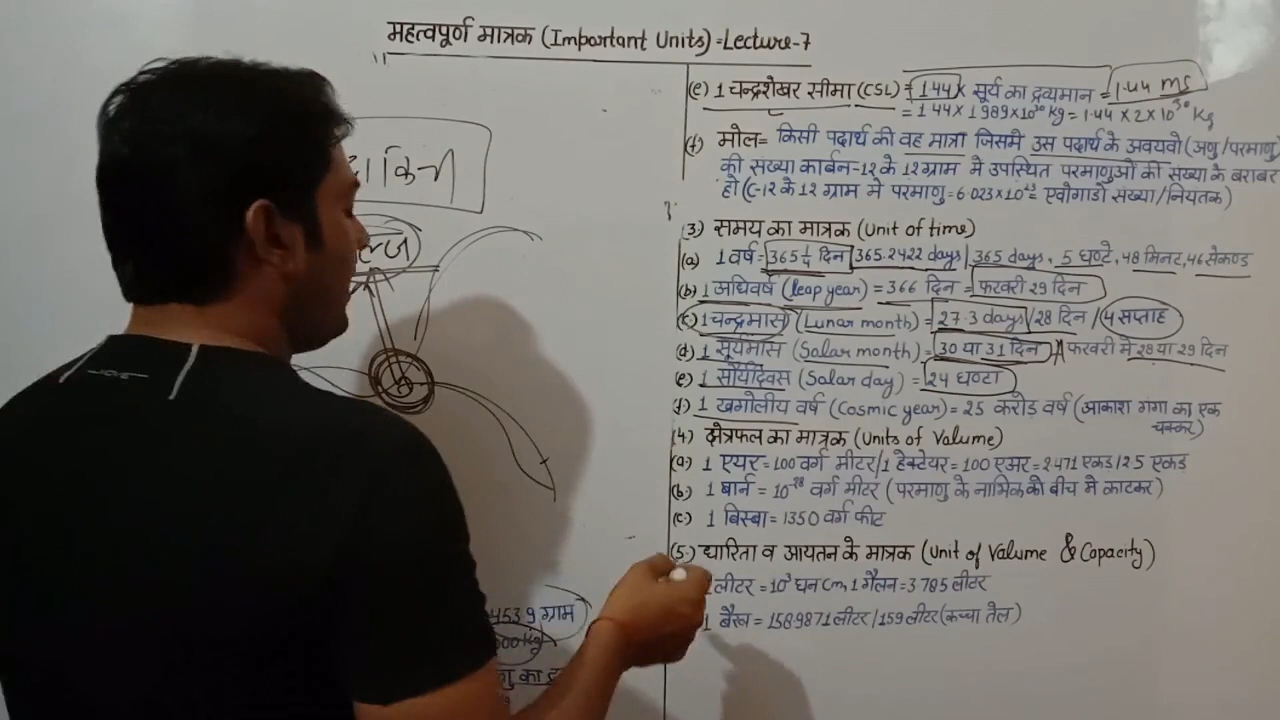 महत्वपूर्ण मात्रक (Important Units) = Lecture-7
(e) 1 चन्द्रशेखर सीमा (CSL) = 1.44 × सूर्य का द्रव्यमान = 1.44 ms
= 1.44 × 1.989 × 10³⁰ Kg = 1.44 × 2 × 10³⁰ Kg
(f) मोल = किसी पदार्थ की वह मात्रा जिसमे उस पदार्थ के अवयवो (अणु/परमाणु)
की संख्या कार्बन-12 के 12 ग्राम मे उपस्थित परमाणुओं की संख्या के बराबर
हो (C-12 के 12 ग्राम मे परमाणु = 6.023 × 10²³ = एवोगाड्रो संख्या/नियतक)
(3) समय का मात्रक (Unit of time)
(a) 1 वर्ष = 365 ¼ दिन | 365.2422 days | 365 days, 5 घण्टे, 48 मिनट, 46 सेकण्ड
(b) 1 अधिवर्ष (leap year) = 366 दिन = फरवरी 29 दिन
(c) 1 चन्द्रमास (Lunar month) = 27.3 days / 28 दिन / 4 सप्ताह
(d) 1 सूर्यमास (Solar month) = 30 या 31 दिन फरवरी में 28 या 29 दिन
(e) 1 सौर्यदिवस (Solar day) = 24 घण्टा
(f) 1 खगोलीय वर्ष (Cosmic year) = 25 करोड़ वर्ष (आकाश गंगा का एक
चक्कर)
(4) क्षेत्रफल का मात्रक (Units of Volume)
(a) 1 एयर = 100 वर्ग मीटर / 1 हेक्टेयर = 100 एअर = 2.471 एकड़ / 2.5 एकड़
(b) 1 बार्न = 10⁻²⁸ वर्ग मीटर (परमाणु के नाभिक को बीच मे काटकर)
(c) 1 बिस्बा = 1350 वर्ग फीट
(5) धारिता व आयतन के मात्रक (Unit of Volume & Capacity)
लीटर = 10³ घन cm, 1 गैलन = 3.785 लीटर
1 बैरल = 158.9871 लीटर / 159 लीटर (कच्चा तेल)
453.9 ग्राम
Kg